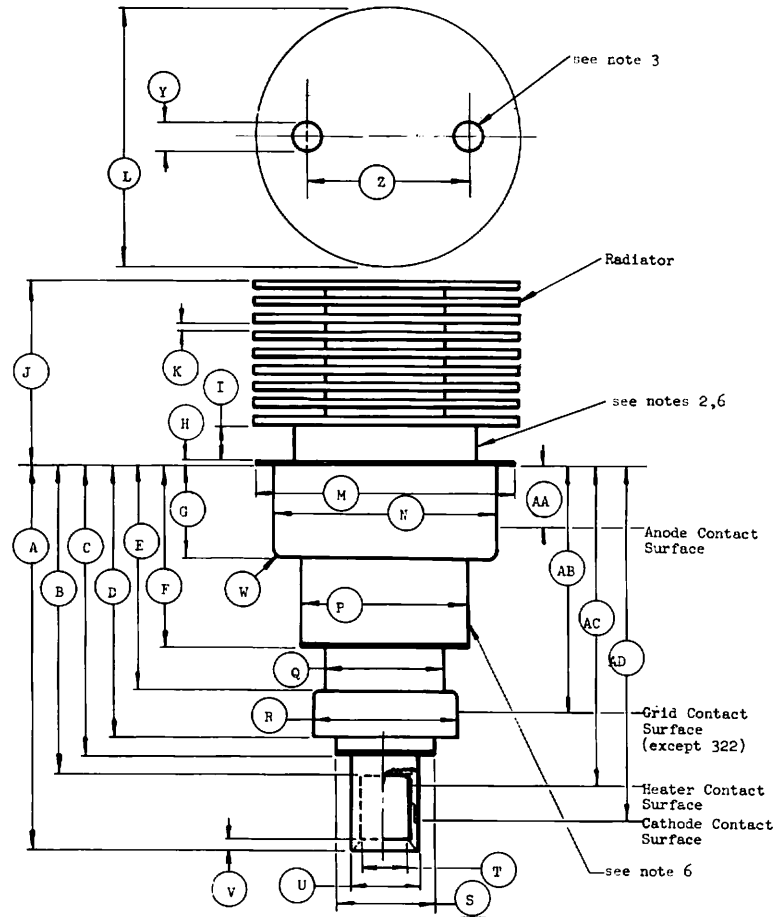 see note 3
Y
L
Z
Radiator
K
J
I
see notes 2,6
H
M
AA
G
N
Anode Contact
Surface
A
C
E
B
D
F
W
AB
P
AC
AD
Q
R
Grid Contact
Surface
(except 322)
Heater Contact
Surface
Cathode Contact
Surface
see note 6
V
U
T
S